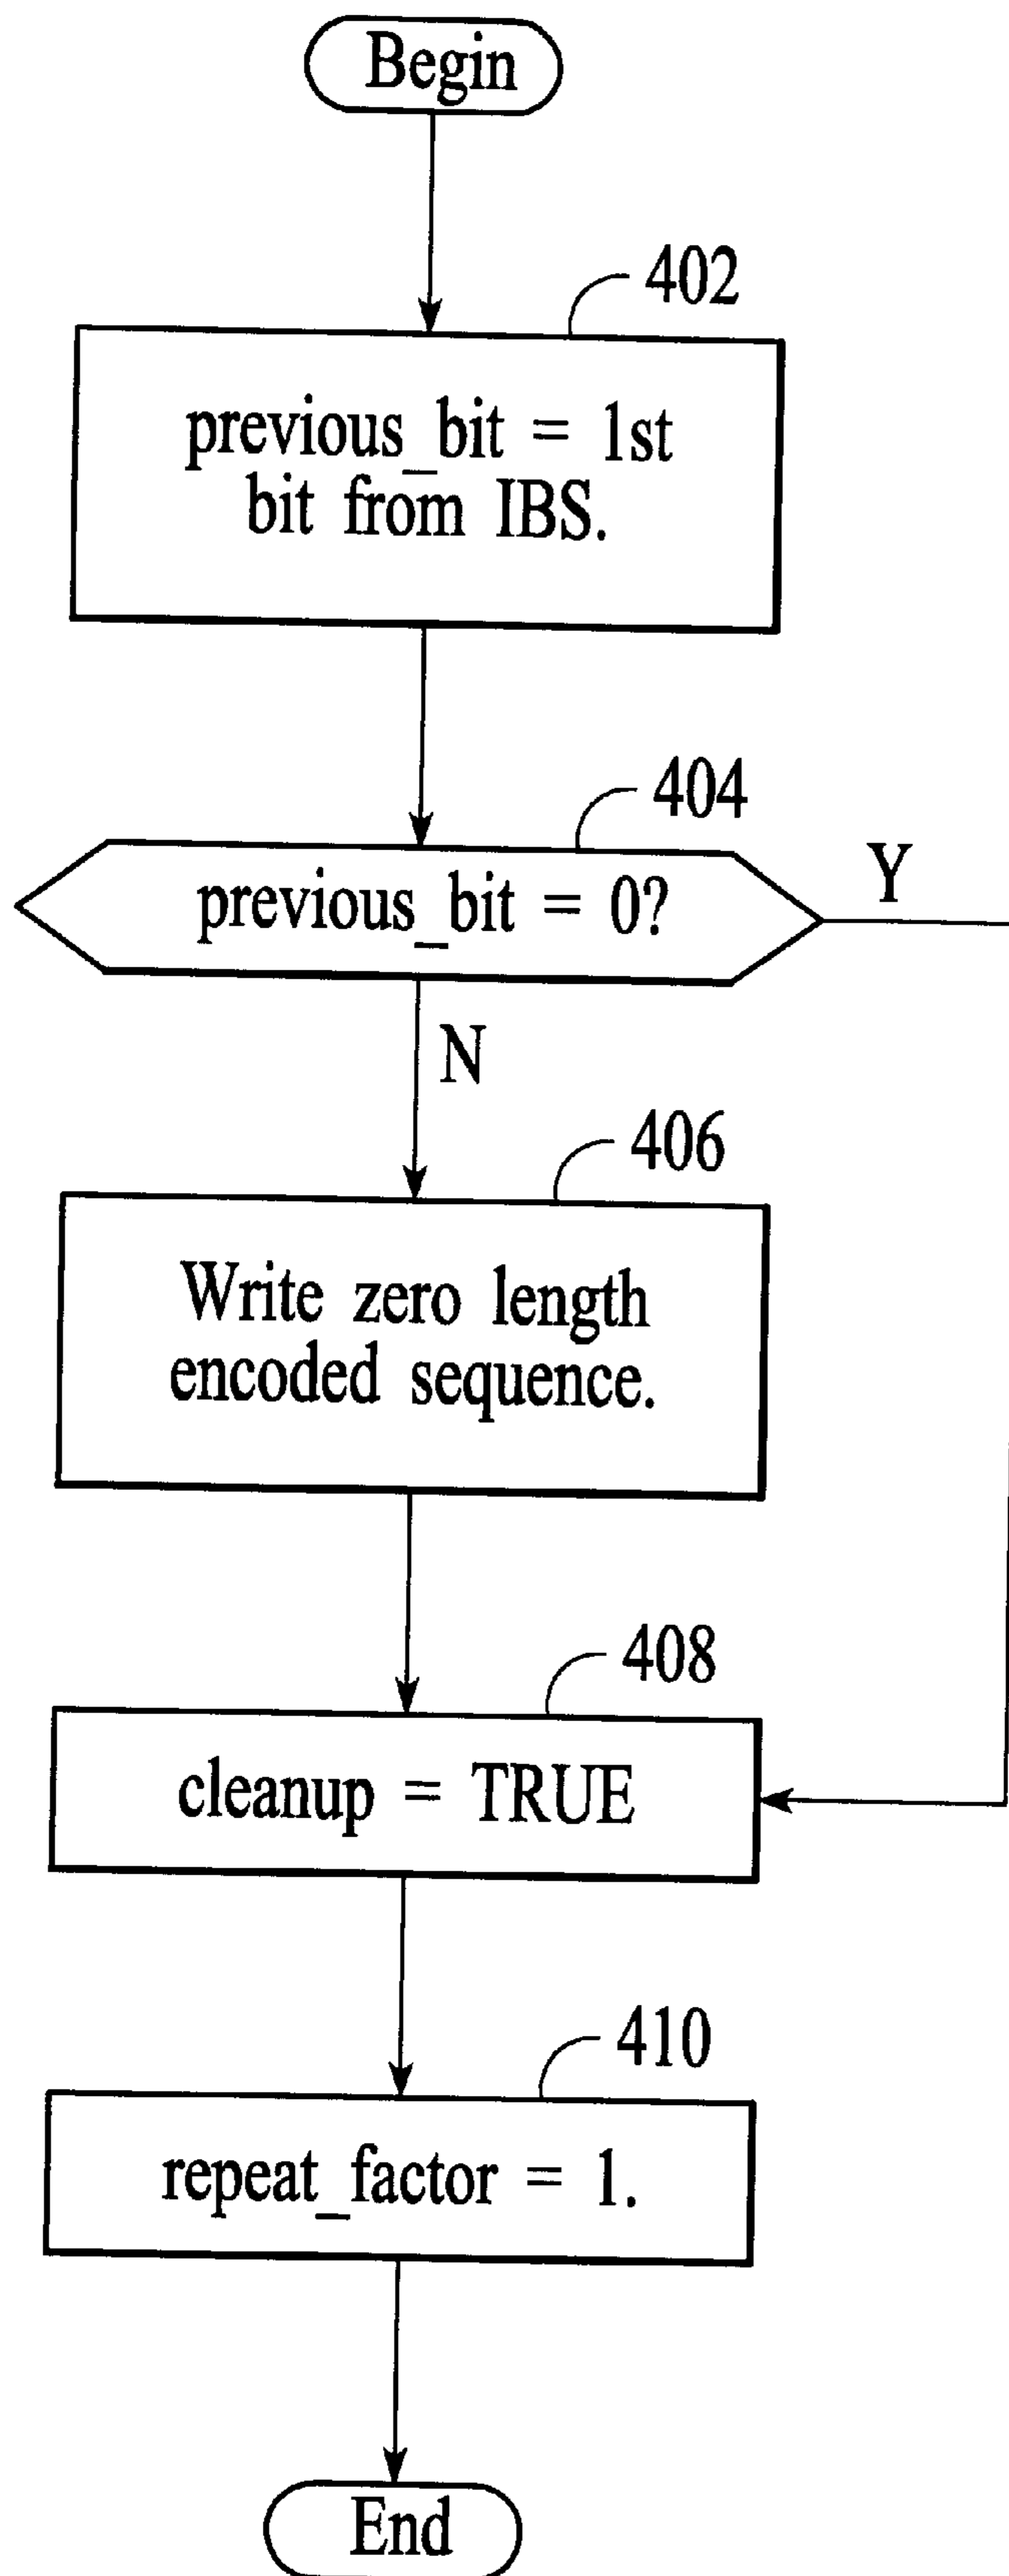 Begin
402
previous_bit = 1st
bit from IBS.
404
previous_bit = 0?
Y
N
406
Write zero length
encoded sequence.
408
cleanup = TRUE
410
repeat_factor = 1.
End